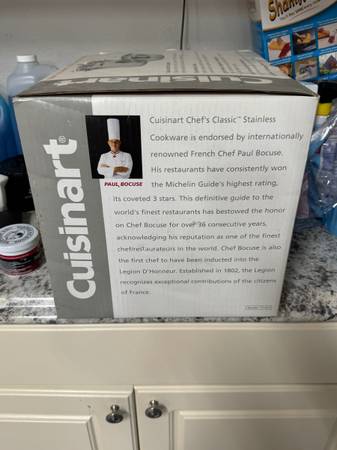 Cuisinart
Cuisinart®
PAUL BOCUSE
Cuisinart Chef's Classic™ Stainless
Cookware is endorsed by internationally
renowned French Chef Paul Bocuse.
His restaurants have consistently won
the Michelin Guide's highest rating,
its coveted 3 stars. This definitive guide to the
world's finest restaurants has bestowed the honor
on Chef Bocuse for over 36 consecutive years,
acknowledging his reputation as one of the finest
chef/restaurateurs in the world. Chef Bocuse is also
the first chef to have been inducted into the
Legion D'Honneur. Established in 1802, the Legion
recognizes exceptional contributions of the citizens
of France.